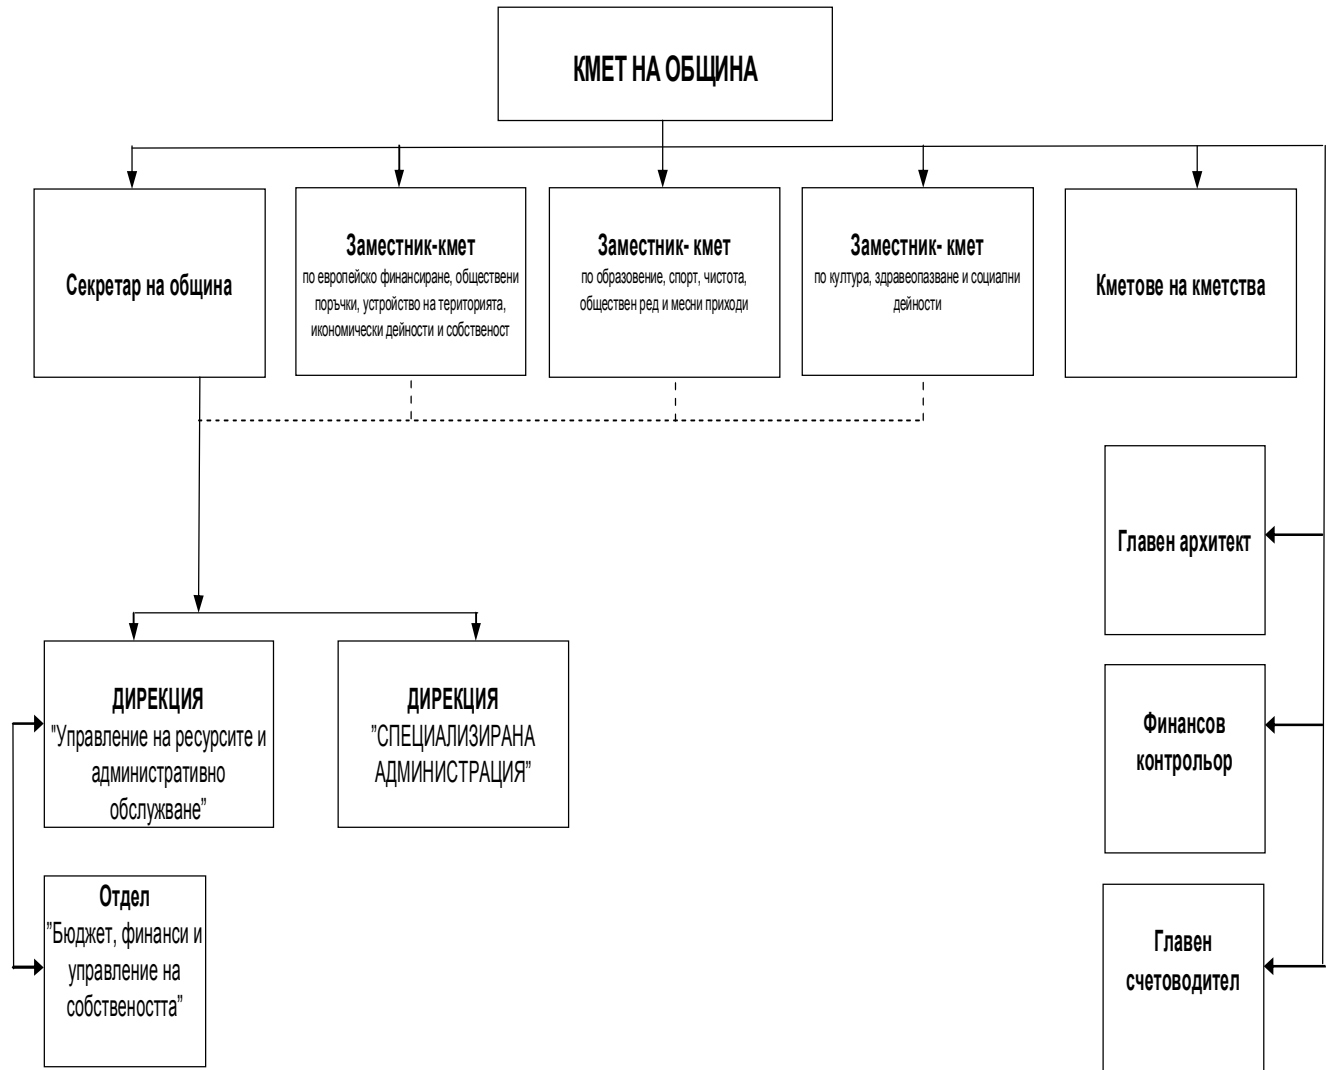 КМЕТ НА ОБЩИНА
Секретар на община
Заместник-кмет
по европейско финансиране, обществени
поръчки, устройство на територията,
икономически дейности и собственост
Заместник- кмет
по образовение, спорт, чистота,
обществен ред и месни приходи
Заместник- кмет
по култура, здравеопазване и социални
дейности
Кметове на кметства
Главен архитект
ДИРЕКЦИЯ
"Управление на ресурсите и
административно
обслужване”
ДИРЕКЦИЯ
”СПЕЦИАЛИЗИРАНА
АДМИНИСТРАЦИЯ”
Финансов
контрольор
Отдел
”Бюджет, финанси и
управление на
собствеността”
Главен
счетоводител